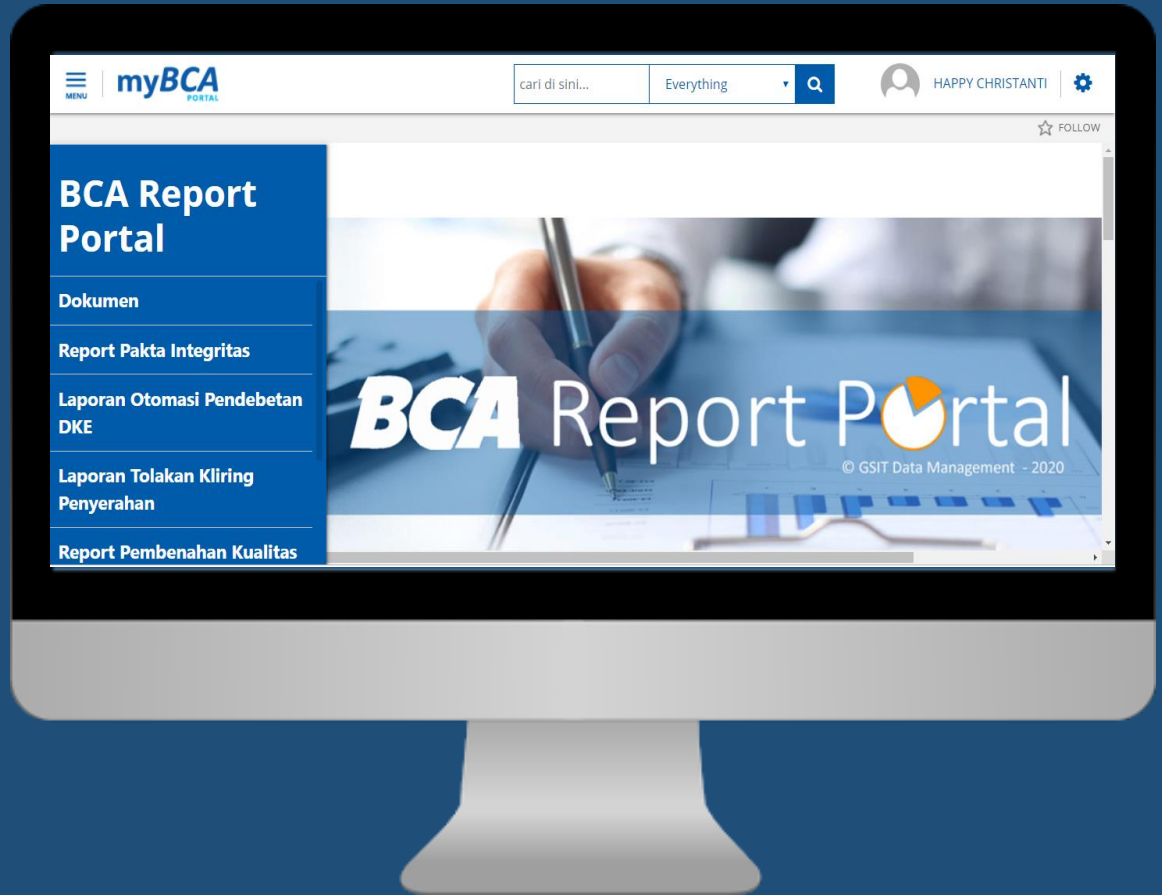 MENU
myBCA
PORTAL
cari di sini...
Everything
HAPPY CHRISTANTI
FOLLOW
BCA Report
Portal
Dokumen
Report Pakta Integritas
Laporan Otomasi Pendebetan
DKE
Laporan Tolakan Kliring
Penyerahan
Report Pembenahan Kualitas
BCA Report Portal
© GSIT Data Management - 2020